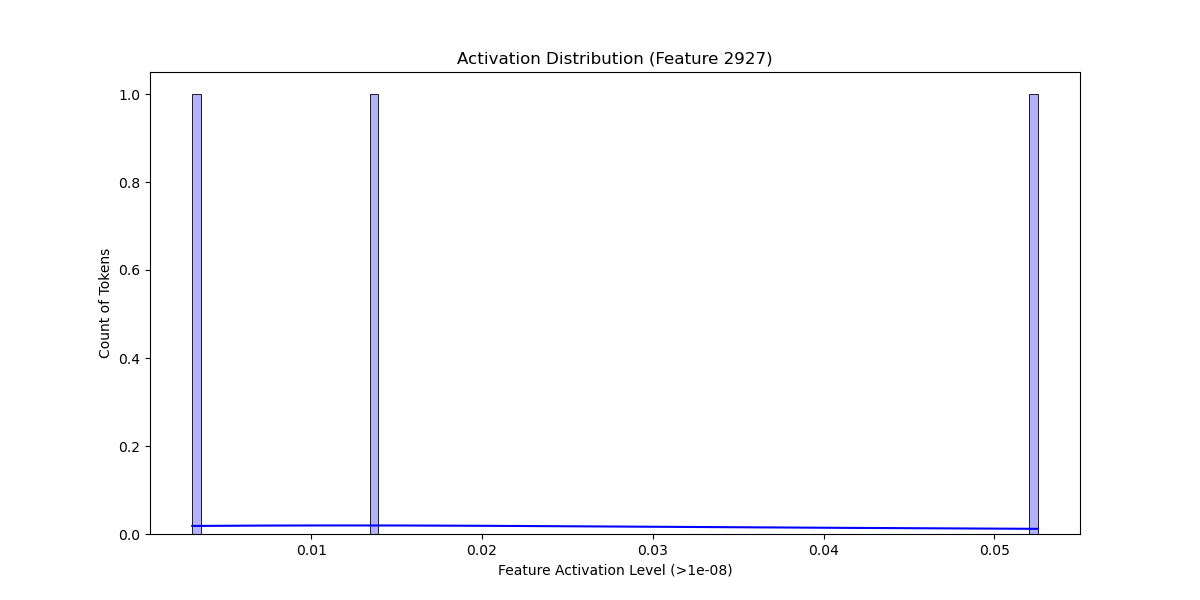 Activation Distribution (Feature 2927)
1.0
0.8
0.6
0.4
0.2
0.0
Count of Tokens
0.01 0.02 0.03 0.04 0.05
Feature Activation Level (>1e-08)